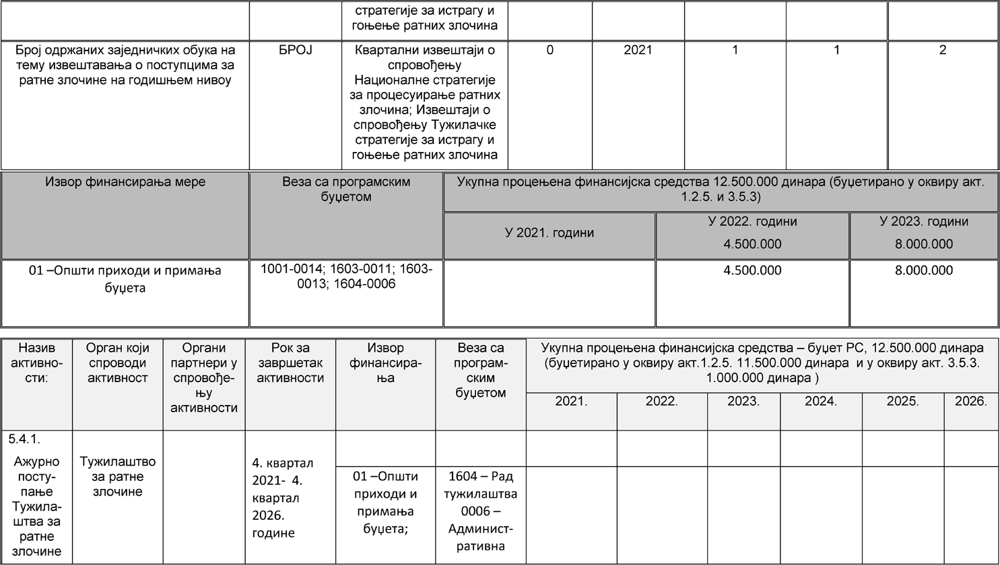 стратегије за истрагу и
гоњење ратних злочина
Број одржаних заједничких обука на
тему извештавања о поступцима за
ратне злочине на годишњем нивоу
БРОЈ
Квартални извештаји о
спровођењу
Националне стратегије
за процесуирање ратних
злочина; Извештаји о
спровођењу Тужилачке
стратегије за истрагу и
гоњење ратних злочина
0
2021
1
1
2
Извор финансирања мере
Веза са програмским
буџетом
Укупна процењена финансијска средства 12.500.000 динара (буџетирано у оквиру акт.
1.2.5. и 3.5.3)
У 2021. години
У 2022. години
4.500.000
У 2023. години
8.000.000
01 –Општи приходи и примања
буџета
1001-0014; 1603-0011; 1603-
0013; 1604-0006
4.500.000
8.000.000
Назив
активно-
сти:
Орган који
спроводи
активност
Органи
партнери у
спровође-
њу
активности
Рок за
завршетак
активности
Извор
финансира-
ња
Веза са
програм-
ским
буџетом
Укупна процењена финансијска средства – буџет РС, 12.500.000 динара
(буџетирано у оквиру акт.1.2.5. 11.500.000 динара и у оквиру акт. 3.5.3.
1.000.000 динара )
2021.
2022.
2023.
2024.
2025.
2026.
5.4.1.
Ажурно
посту-
пање
Тужила-
штва за
ратне
злочине
Тужилаштво
за ратне
злочине
4. квартал
2021- 4.
квартал
2026.
године
01 –Општи
приходи и
примања
буџета;
1604 – Рад
тужилаштва
0006 –
Админист-
ративна